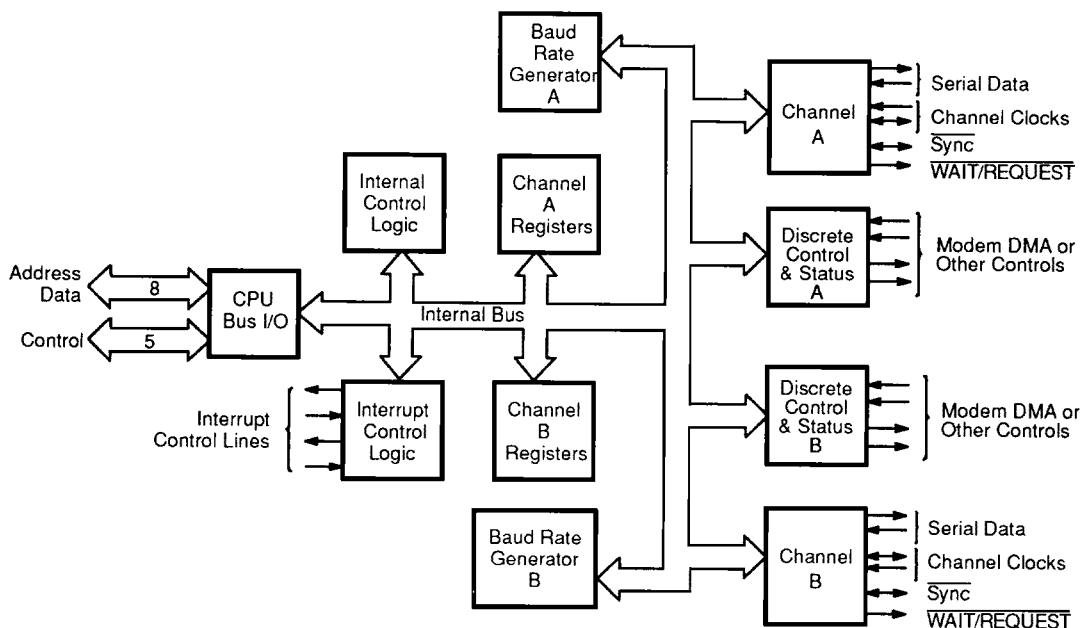 Baud
Rate
Generator
A
Channel
A
Serial Data
Channel Clocks
Sync
WAIT/REQUEST
Internal
Control
Logic
Channel
A
Registers
Discrete
Control
& Status
A
Modem DMA or
Other Controls
Address
Data
8
CPU
Bus I/O
Internal Bus
Control
5
Interrupt
Control Lines
Interrupt
Control
Logic
Channel
B
Registers
Discrete
Control
& Status
B
Modem DMA or
Other Controls
Baud Rate
Generator
B
Channel
B
Serial Data
Channel Clocks
Sync
WAIT/REQUEST